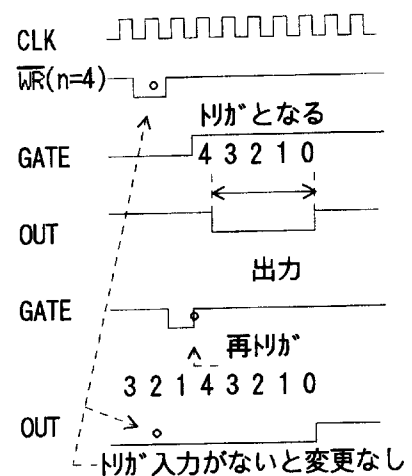 CLK
WR(n=4)
トリガとなる
GATE 4 3 2 1 0
OUT
出力
GATE
再トリガ
3 2 1 4 3 2 1 0
OUT
トリガ入力がないと変更なし